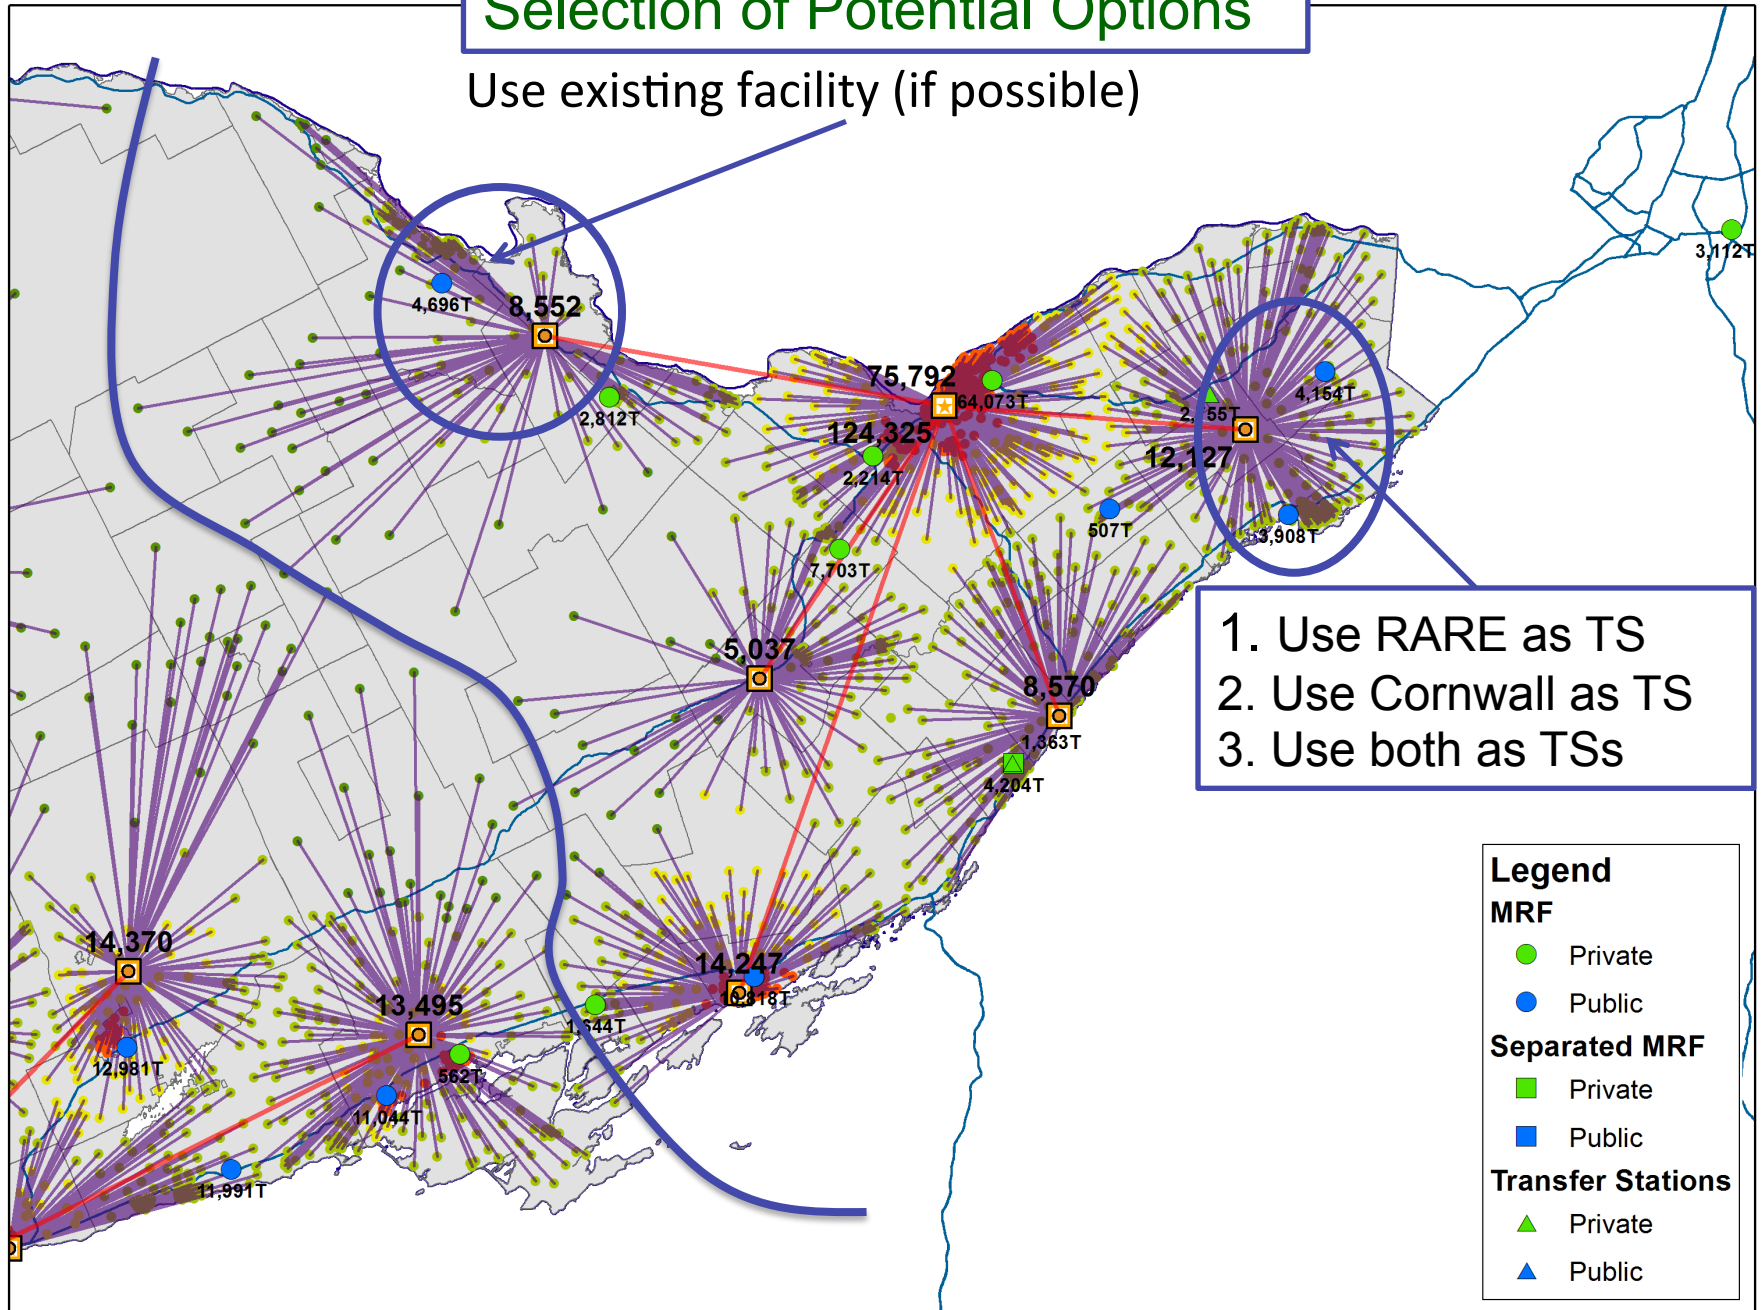 Selection of Potential Options
Use existing facility (if possible)
3,112T
4,696T
8,552
2,812T
75,792
64,073T
124,325
2,214T
4,154T
12,127
507T
3,908T
7,703T
1. Use RARE as TS
2. Use Cornwall as TS
3. Use both as TSs
5,037
8,570
1,363T
4,204T
Legend
MRF
Private
Public
Separated MRF
Private
Public
Transfer Stations
Private
Public
14,370
14,247
10,818T
13,495
1,644T
12,981T
562T
11,044T
11,991T